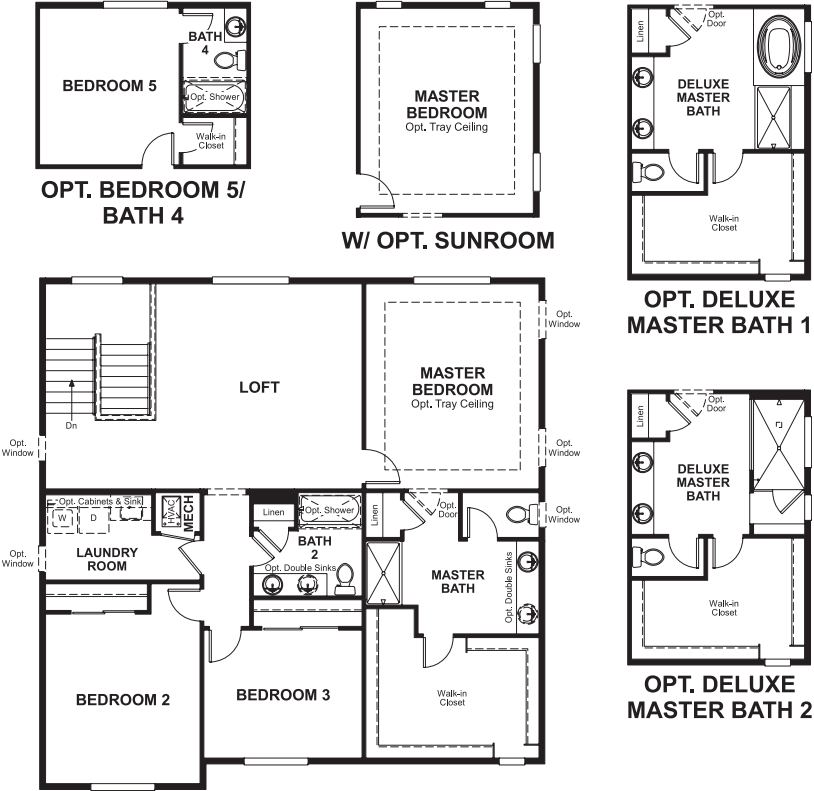 BATH
4
BEDROOM 5
Opt. Shower
Walk-in
Closet
OPT. BEDROOM 5/
BATH 4
MASTER
BEDROOM
Opt. Tray Ceiling
W/ OPT. SUNROOM
Linen
Opt.
Door
DELUXE
MASTER
BATH
Walk-in
Closet
OPT. DELUXE
MASTER BATH 1
LOFT
Dn
MASTER
BEDROOM
Opt. Tray Ceiling
Opt.
Window
Opt.
Window
Opt.
Window
Opt.
Window
Opt.
Window
Opt. Cabinets & Sink
W
D
HVAC
MECH
LAUNDRY
ROOM
Linen
Opt. Shower
BATH
2
Opt. Double Sinks
Linen
Opt.
Door
MASTER
BATH
Opt. Double Sinks
BEDROOM 2
BEDROOM 3
Walk-in
Closet
Linen
Opt.
Door
DELUXE
MASTER
BATH
Walk-in
Closet
OPT. DELUXE
MASTER BATH 2